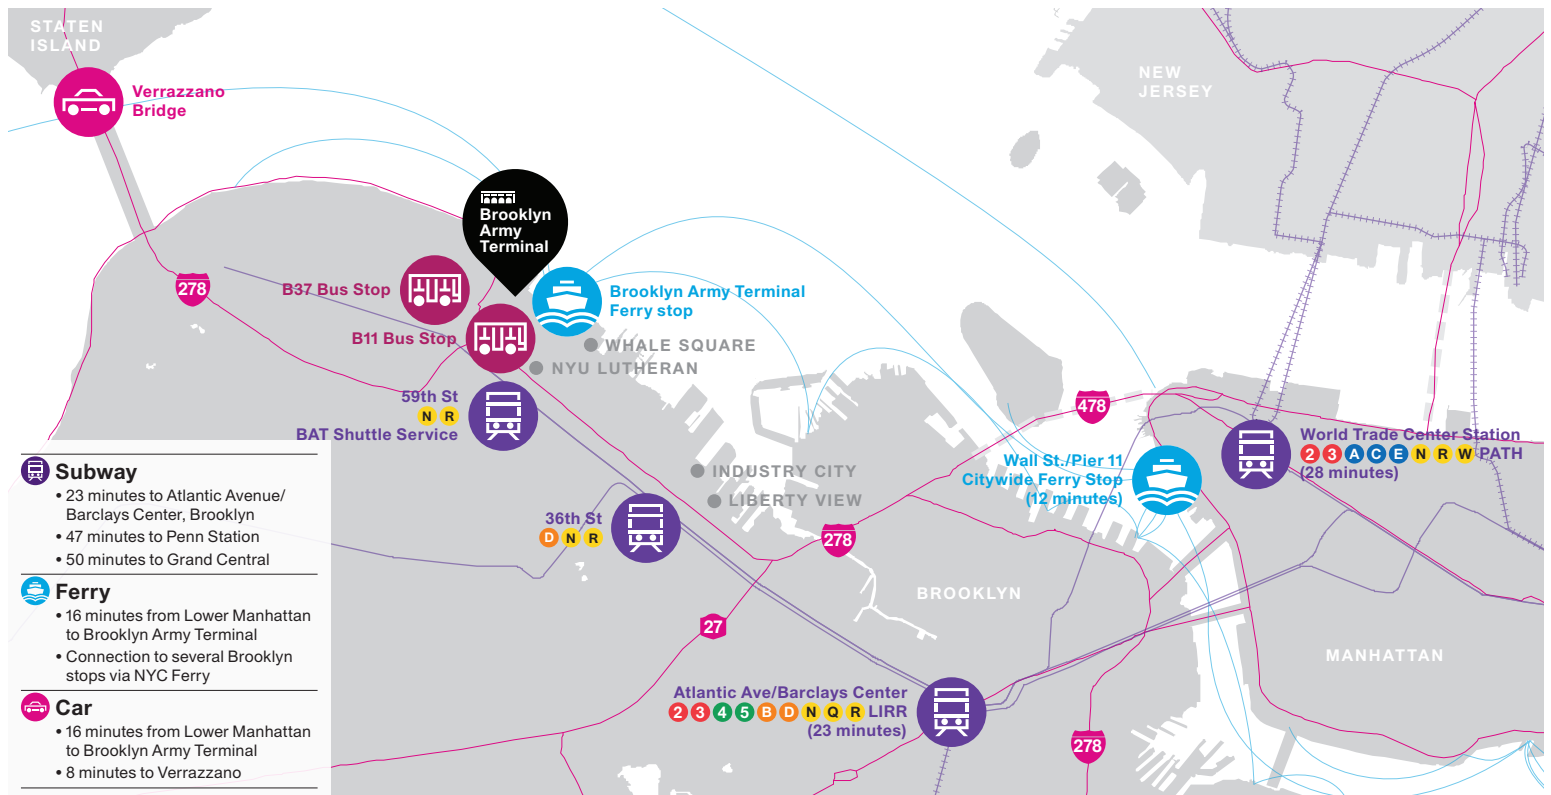 STATEN
ISLAND
Verrazzano
Bridge
NEW
JERSEY
Brooklyn
Army
Terminal
278
B37 Bus Stop
Brooklyn Army Terminal
Ferry stop
B11 Bus Stop
WHALE SQUARE
NYU LUTHERAN
59th St
N R
BAT Shuttle Service
478
World Trade Center Station
2 3 A C E N R W PATH
(28 minutes)
Wall St./Pier 11
Citywide Ferry Stop
(12 minutes)
INDUSTRY CITY
LIBERTY VIEW
36th St
D N R
278
BROOKLYN
27
MANHATTAN
Atlantic Ave/Barclays Center
2 3 4 5 B D N Q R LIRR
(23 minutes)
278
Subway
• 23 minutes to Atlantic Avenue/
Barclays Center, Brooklyn
• 47 minutes to Penn Station
• 50 minutes to Grand Central
Ferry
• 16 minutes from Lower Manhattan
to Brooklyn Army Terminal
• Connection to several Brooklyn
stops via NYC Ferry
Car
• 16 minutes from Lower Manhattan
to Brooklyn Army Terminal
• 8 minutes to Verrazzano